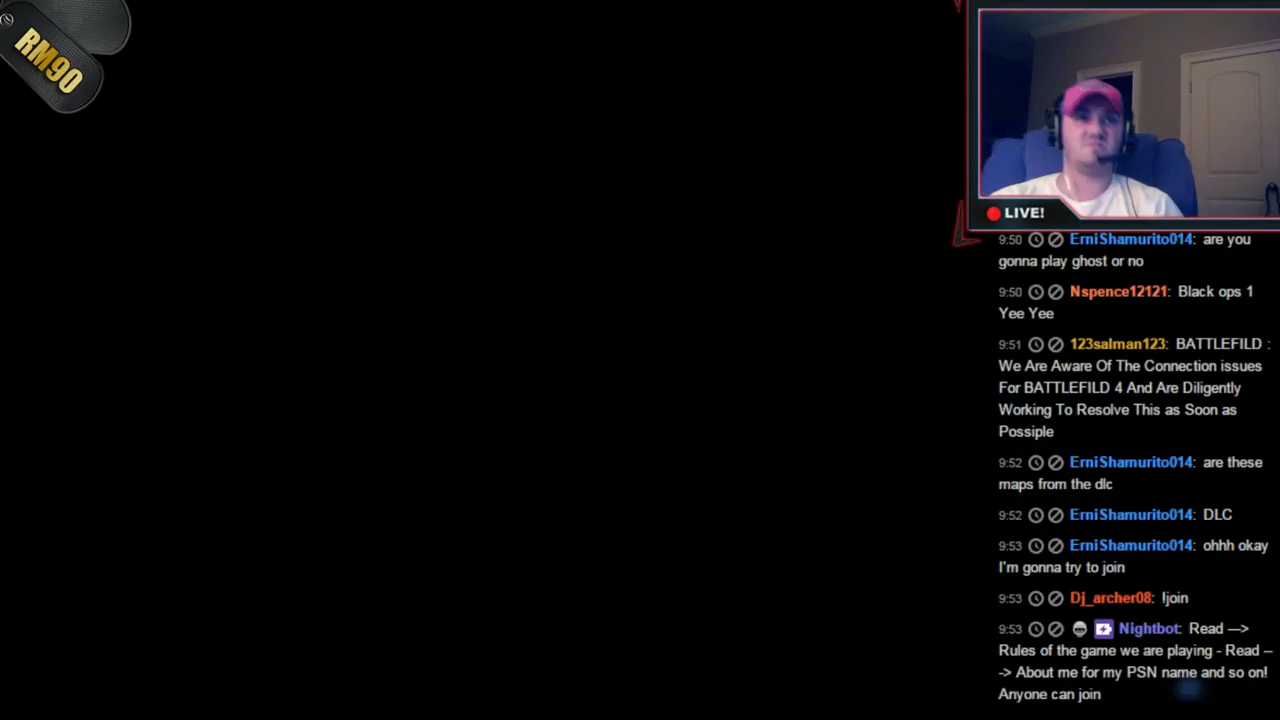 RM90
LIVE!
9:50 ErniShamurito014: are you
gonna play ghost or no
9:50 Nspence12121: Black ops 1
Yee Yee
9:51 123salman123: BATTLEFILD :
We Are Aware Of The Connection issues
For BATTLEFILD 4 And Are Diligently
Working To Resolve This as Soon as
Possiple
9:52 ErniShamurito014: are these
maps from the dlc
9:52 ErniShamurito014: DLC
9:53 ErniShamurito014: ohhh okay
I'm gonna try to join
9:53 Dj_archer08: !join
9:53 Nightbot: Read —>
Rules of the game we are playing - Read –
-> About me for my PSN name and so on!
Anyone can join